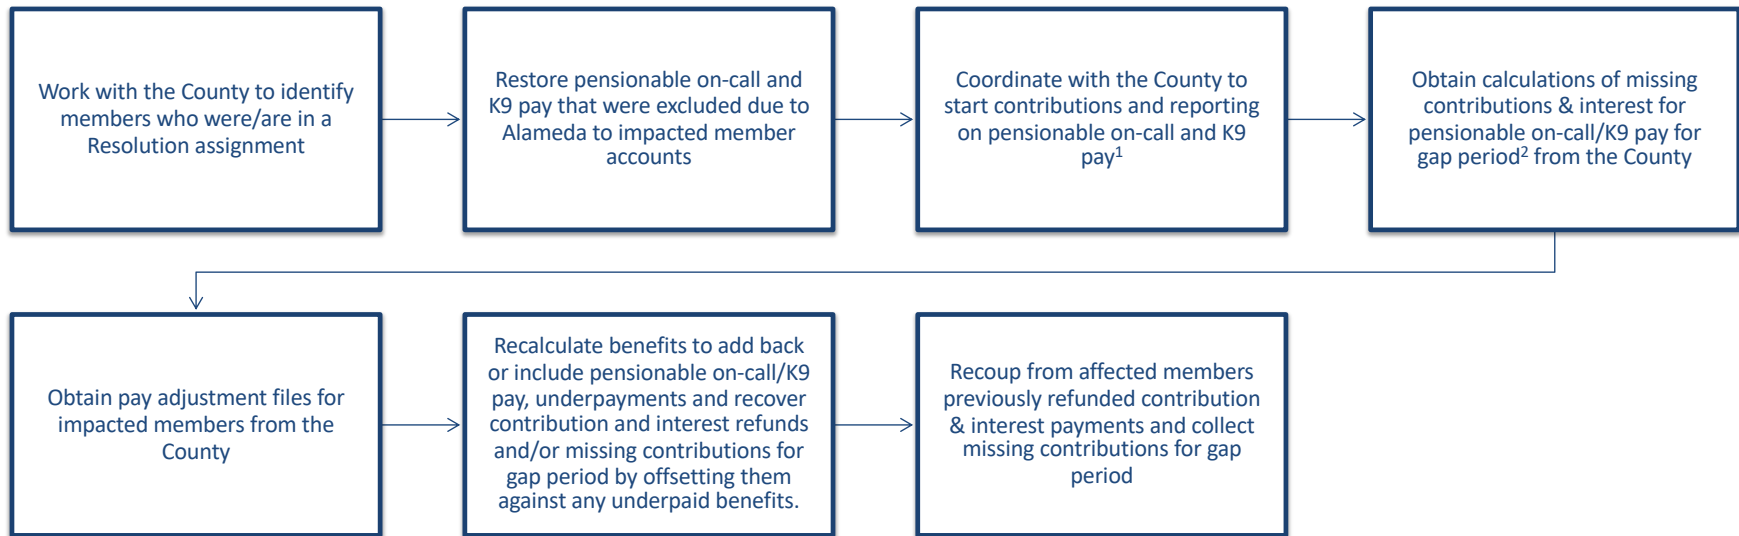 Work with the County to identify
members who were/are in a
Resolution assignment
Restore pensionable on-call and
K9 pay that were excluded due to
Alameda to impacted member
accounts
Coordinate with the County to
start contributions and reporting
on pensionable on-call and K9
pay¹
Obtain calculations of missing
contributions & interest for
pensionable on-call/K9 pay for
gap period² from the County
Obtain pay adjustment files for
impacted members from the
County
Recalculate benefits to add back
or include pensionable on-call/K9
pay, underpayments and recover
contribution and interest refunds
and/or missing contributions for
gap period by offsetting them
against any underpaid benefits.
Recoup from affected members
previously refunded contribution
& interest payments and collect
missing contributions for gap
period